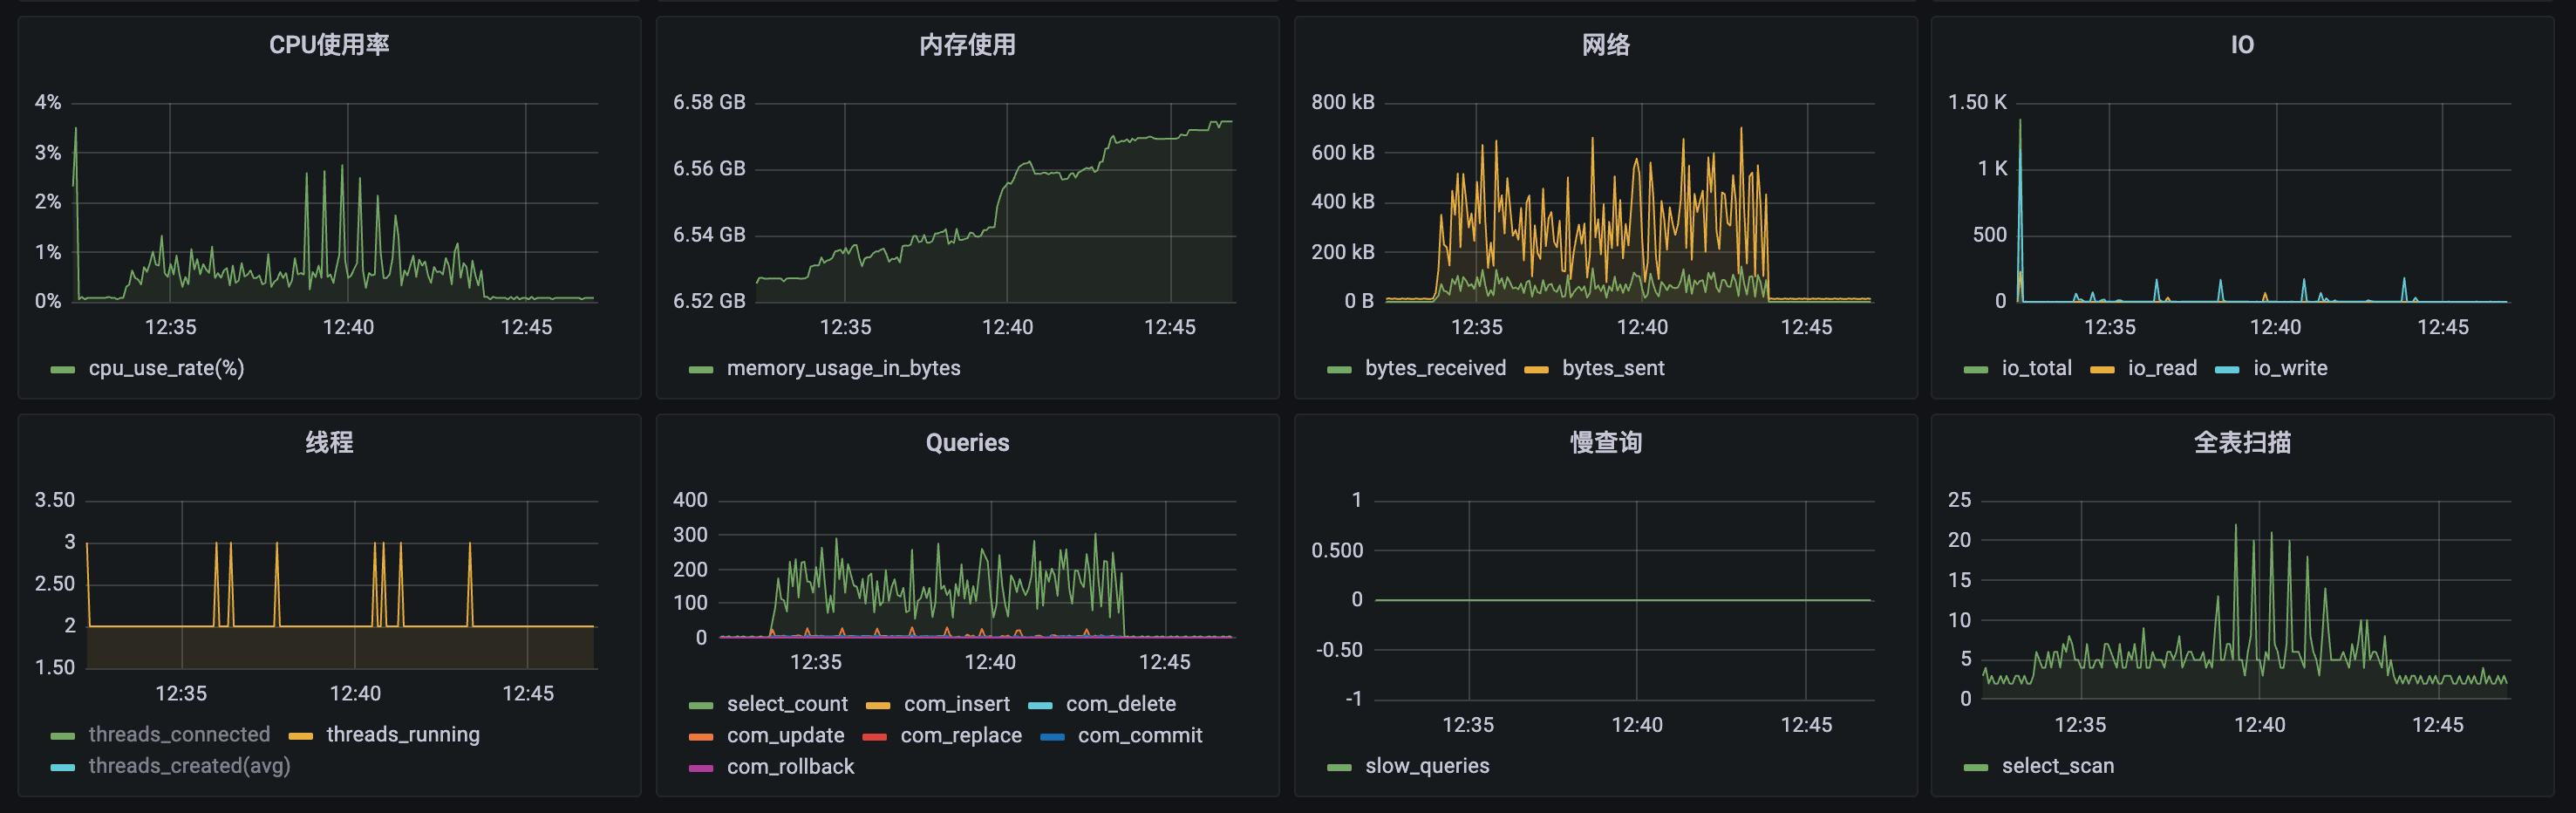 CPU使用率
4%
3%
2%
1%
0%
12:35 12:40 12:45
cpu_use_rate(%)
内存使用
6.58 GB
6.56 GB
6.54 GB
6.52 GB
12:35 12:40 12:45
memory_usage_in_bytes
网络
800 kB
600 kB
400 kB
200 kB
0 B
12:35 12:40 12:45
bytes_received bytes_sent
IO
1.50 K
1 K
500
0
12:35 12:40 12:45
io_total io_read io_write
线程
3.50
3
2.50
2
1.50
12:35 12:40 12:45
threads_connected threads_running
threads_created(avg)
Queries
400
300
200
100
0
12:35 12:40 12:45
select_count com_insert com_delete
com_update com_replace com_commit
com_rollback
慢查询
1
0.500
0
-0.50
-1
12:35 12:40 12:45
slow_queries
全表扫描
25
20
15
10
5
0
12:35 12:40 12:45
select_scan